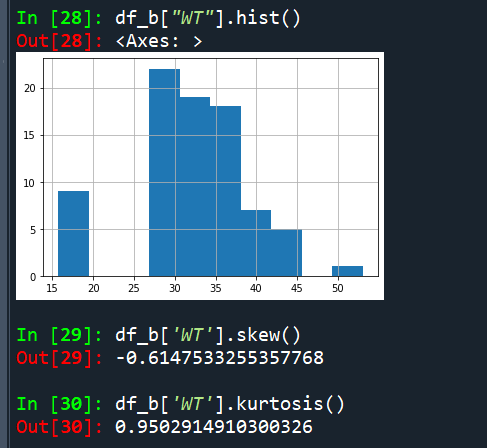 In [28]: df_b["WT"].hist()
Out[28]: <Axes: >
20
15
10
5
0
15 20 25 30 35 40 45 50
In [29]: df_b['WT'].skew()
Out[29]: -0.6147533255357768
In [30]: df_b['WT'].kurtosis()
Out[30]: 0.9502914910300326